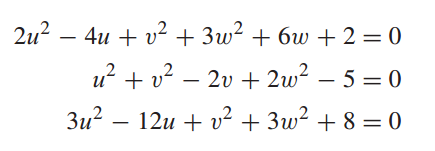 2u² − 4u + v² + 3w² + 6w + 2 = 0
u² + v² − 2v + 2w² − 5 = 0
3u² − 12u + v² + 3w² + 8 = 0